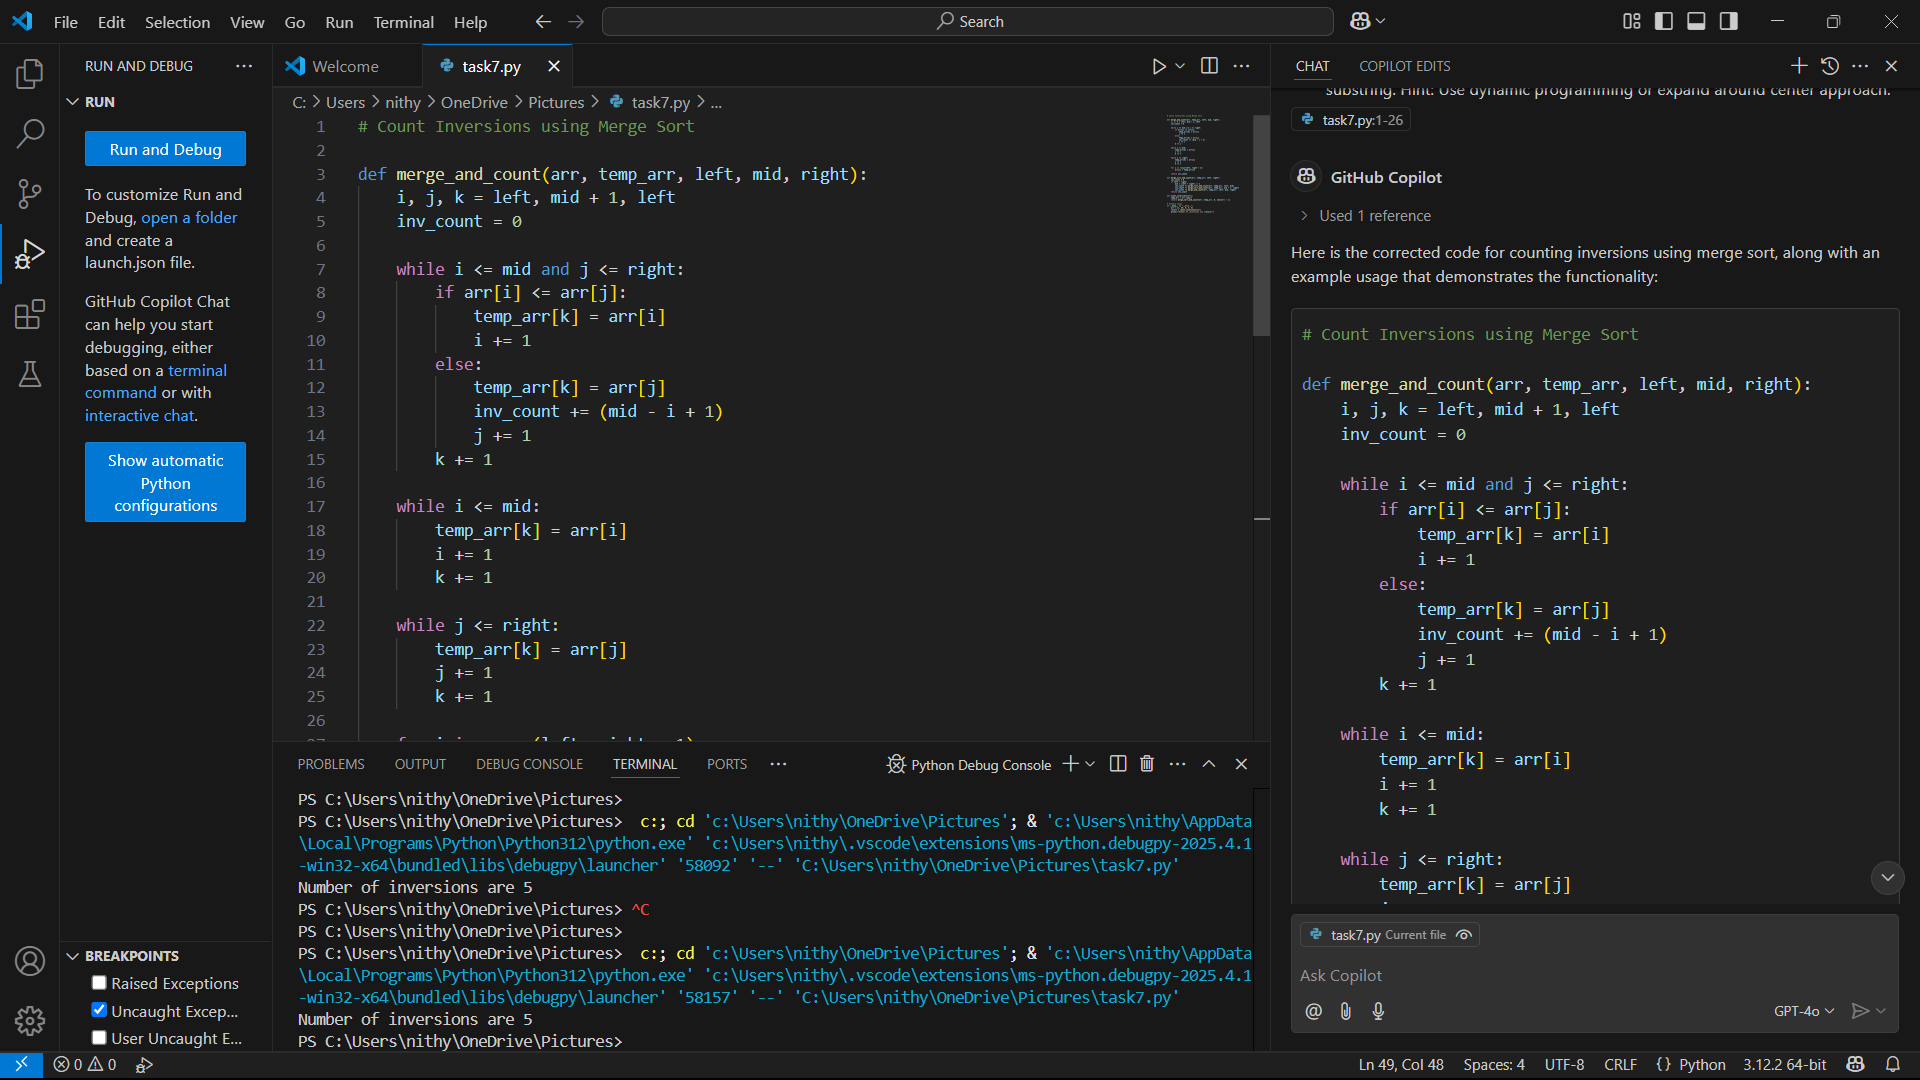 File Edit Selection View Go Run Terminal Help
Search
RUN AND DEBUG
RUN
Run and Debug
To customize Run and
Debug, open a folder
and create a
launch.json file.
GitHub Copilot Chat
can help you start
debugging, either
based on a terminal
command or with
interactive chat.
Show automatic
Python
configurations
BREAKPOINTS
Raised Exceptions
Uncaught Excep...
User Uncaught E...
Welcome
task7.py
C: > Users > nithy > OneDrive > Pictures > task7.py > ...
1 # Count Inversions using Merge Sort
2
3 def merge_and_count(arr, temp_arr, left, mid, right):
4     i, j, k = left, mid + 1, left
5     inv_count = 0
6
7     while i <= mid and j <= right:
8         if arr[i] <= arr[j]:
9             temp_arr[k] = arr[i]
10             i += 1
11         else:
12             temp_arr[k] = arr[j]
13             inv_count += (mid - i + 1)
14             j += 1
15         k += 1
16
17     while i <= mid:
18         temp_arr[k] = arr[i]
19         i += 1
20         k += 1
21
22     while j <= right:
23         temp_arr[k] = arr[j]
24         j += 1
25         k += 1
26
PROBLEMS OUTPUT DEBUG CONSOLE TERMINAL PORTS
Python Debug Console
PS C:\Users\nithy\OneDrive\Pictures>
PS C:\Users\nithy\OneDrive\Pictures>  c:; cd 'c:\Users\nithy\OneDrive\Pictures'; & 'c:\Users\nithy\AppData
\Local\Programs\Python\Python312\python.exe' 'c:\Users\nithy\.vscode\extensions\ms-python.debugpy-2025.4.1
-win32-x64\bundled\libs\debugpy\launcher' '58092' '--' 'C:\Users\nithy\OneDrive\Pictures\task7.py'
Number of inversions are 5
PS C:\Users\nithy\OneDrive\Pictures> ^C
PS C:\Users\nithy\OneDrive\Pictures>
PS C:\Users\nithy\OneDrive\Pictures>  c:; cd 'c:\Users\nithy\OneDrive\Pictures'; & 'c:\Users\nithy\AppData
\Local\Programs\Python\Python312\python.exe' 'c:\Users\nithy\.vscode\extensions\ms-python.debugpy-2025.4.1
-win32-x64\bundled\libs\debugpy\launcher' '58157' '--' 'C:\Users\nithy\OneDrive\Pictures\task7.py'
Number of inversions are 5
PS C:\Users\nithy\OneDrive\Pictures>
CHAT COPILOT EDITS
substring. Hint: Use dynamic programming or expand around center approach.
task7.py:1-26
GitHub Copilot
Used 1 reference
Here is the corrected code for counting inversions using merge sort, along with an
example usage that demonstrates the functionality:
# Count Inversions using Merge Sort
def merge_and_count(arr, temp_arr, left, mid, right):
    i, j, k = left, mid + 1, left
    inv_count = 0
    while i <= mid and j <= right:
        if arr[i] <= arr[j]:
            temp_arr[k] = arr[i]
            i += 1
        else:
            temp_arr[k] = arr[j]
            inv_count += (mid - i + 1)
            j += 1
        k += 1
    while i <= mid:
        temp_arr[k] = arr[i]
        i += 1
        k += 1
    while j <= right:
        temp_arr[k] = arr[j]
task7.py Current file
Ask Copilot
@ GPT-4o
0 0
Ln 49, Col 48 Spaces: 4 UTF-8 CRLF {} Python 3.12.2 64-bit